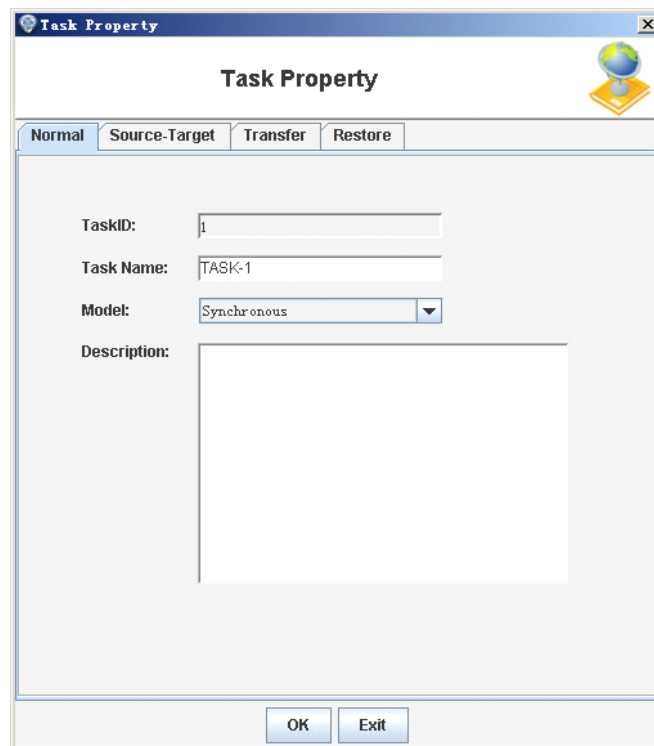 Task Property
Task Property
Normal Source-Target Transfer Restore
TaskID: 1
Task Name: TASK-1
Model: Synchronous
Description:
OK Exit